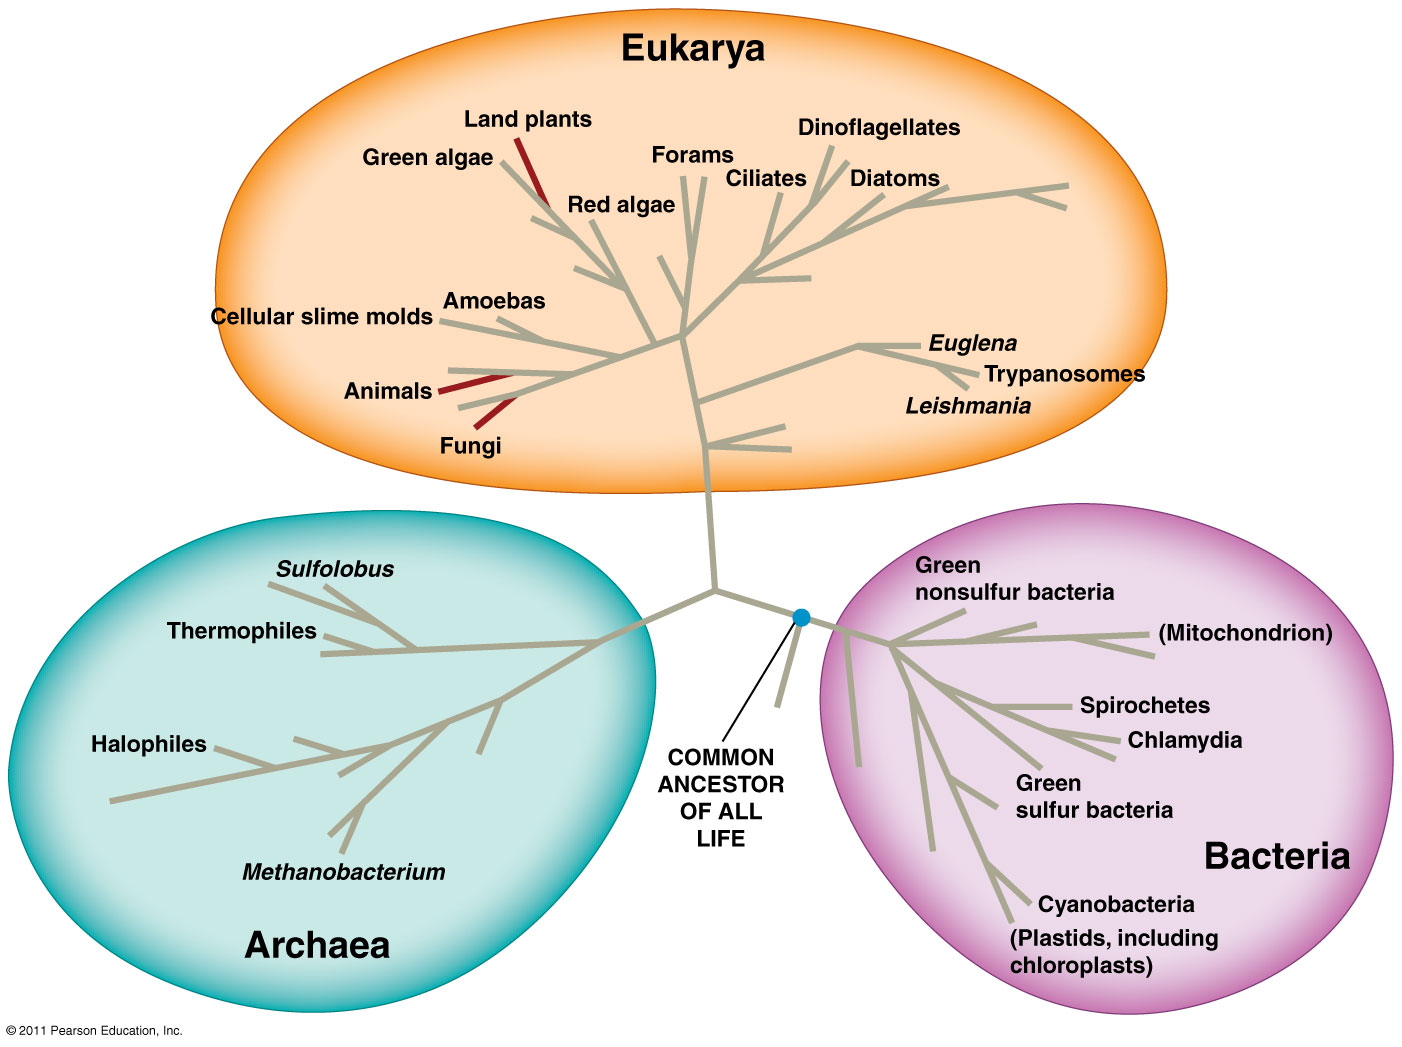 Eukarya
Land plants
Green algae
Dinoflagellates
Forams
Ciliates
Diatoms
Red algae
Amoebas
Cellular slime molds
Euglena
Trypanosomes
Leishmania
Animals
Fungi
Sulfolobus
Thermophiles
Halophiles
Methanobacterium
Archaea
COMMON
ANCESTOR
OF ALL
LIFE
Green
nonsulfur bacteria
(Mitochondrion)
Spirochetes
Chlamydia
Green
sulfur bacteria
Bacteria
Cyanobacteria
(Plastids, including
chloroplasts)
© 2011 Pearson Education, Inc.